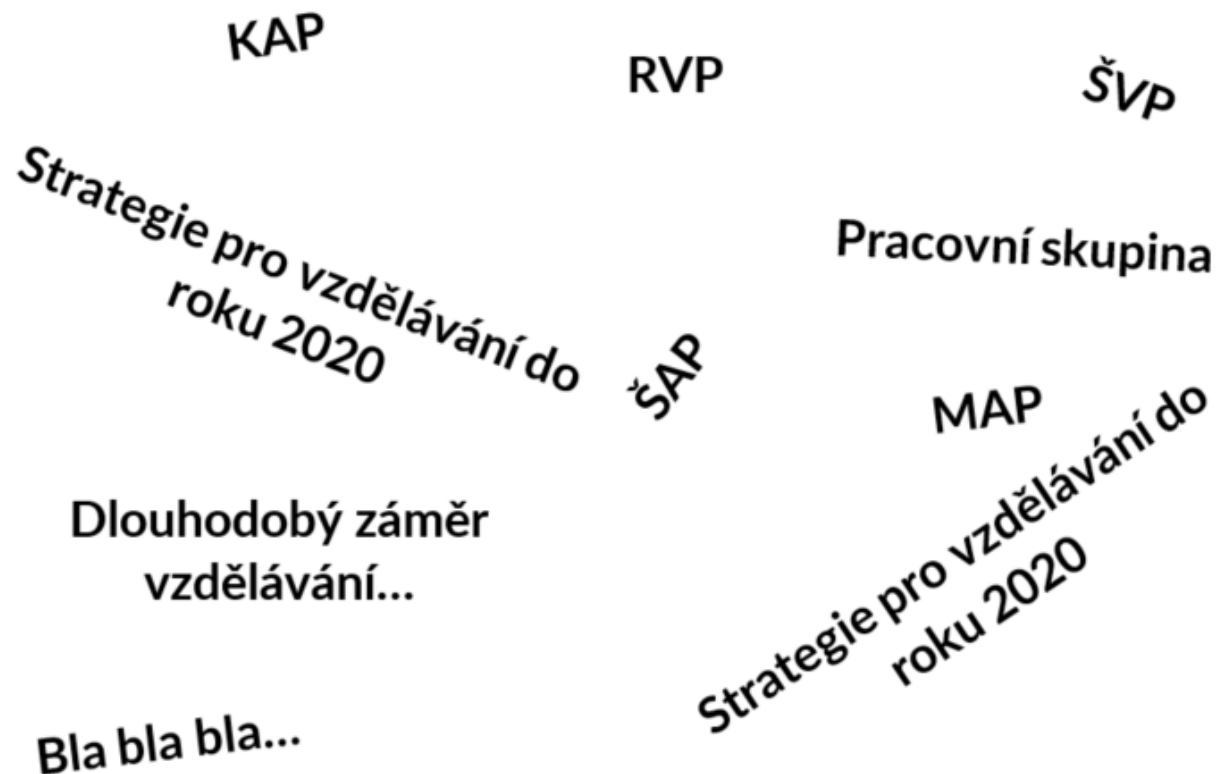 KAP
RVP
ŠVP
Strategie pro vzdělávání do
roku 2020
Pracovní skupina
ŠAP
MAP
Dlouhodobý záměr
vzdělávání...
Strategie pro vzdělávání do
roku 2020
Bla bla bla...